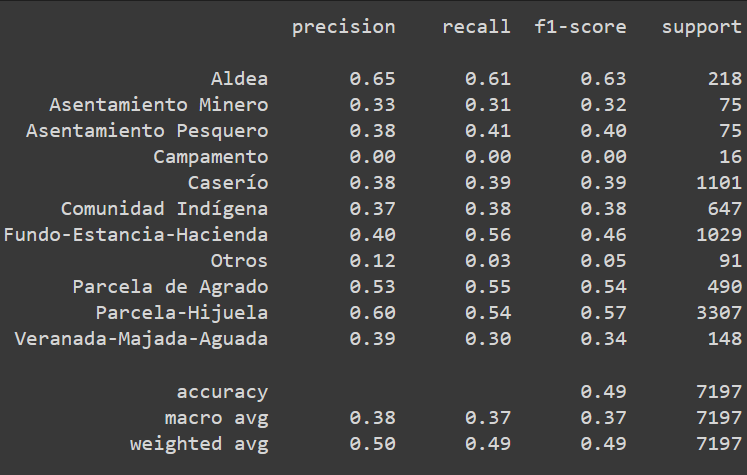 precision recall f1-score support
Aldea 0.65 0.61 0.63 218
Asentamiento Minero 0.33 0.31 0.32 75
Asentamiento Pesquero 0.38 0.41 0.40 75
Campamento 0.00 0.00 0.00 16
Caserío 0.38 0.39 0.39 1101
Comunidad Indígena 0.37 0.38 0.38 647
Fundo-Estancia-Hacienda 0.40 0.56 0.46 1029
Otros 0.12 0.03 0.05 91
Parcela de Agrado 0.53 0.55 0.54 490
Parcela-Hijuela 0.60 0.54 0.57 3307
Veranada-Majada-Aguada 0.39 0.30 0.34 148
accuracy 0.49 7197
macro avg 0.38 0.37 0.37 7197
weighted avg 0.50 0.49 0.49 7197